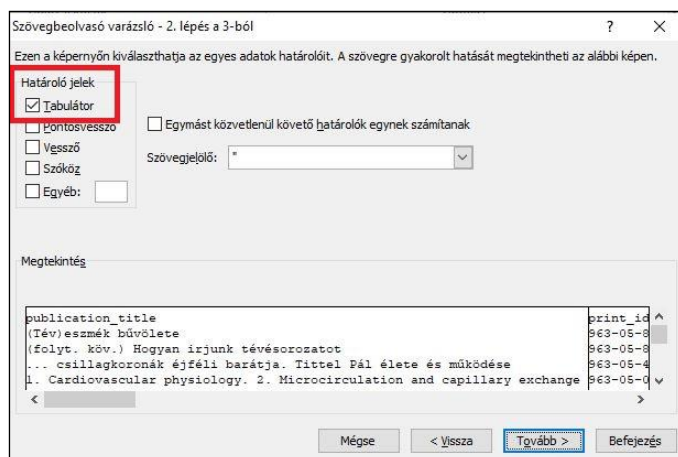 Szövegbeolvasó varázsló - 2. lépés a 3-ból
Ezen a képernyőn kiválaszthatja az egyes adatok határolóit. A szövegre gyakorolt hatását megtekintheti az alábbi képen.
Határoló jelek
Tabulátor
Pontosvessző
Vessző
Szóköz
Egyéb:
Egymást közvetlenül követő határolók egynek számítanak
Szövegjelölő: "
Megtekintés
publication_title print_id
(Tév)eszmék bűvölete 963-05-8
(folyt. köv.) Hogyan irjunk tévésorozatot 963-05-8
... csillagkoronák éjféli barátja. Tittel Pál élete és működése 963-05-4
1. Cardiovascular physiology. 2. Microcirculation and capillary exchange 963-05-0
Mégse < Vissza Tovább > Befejezés